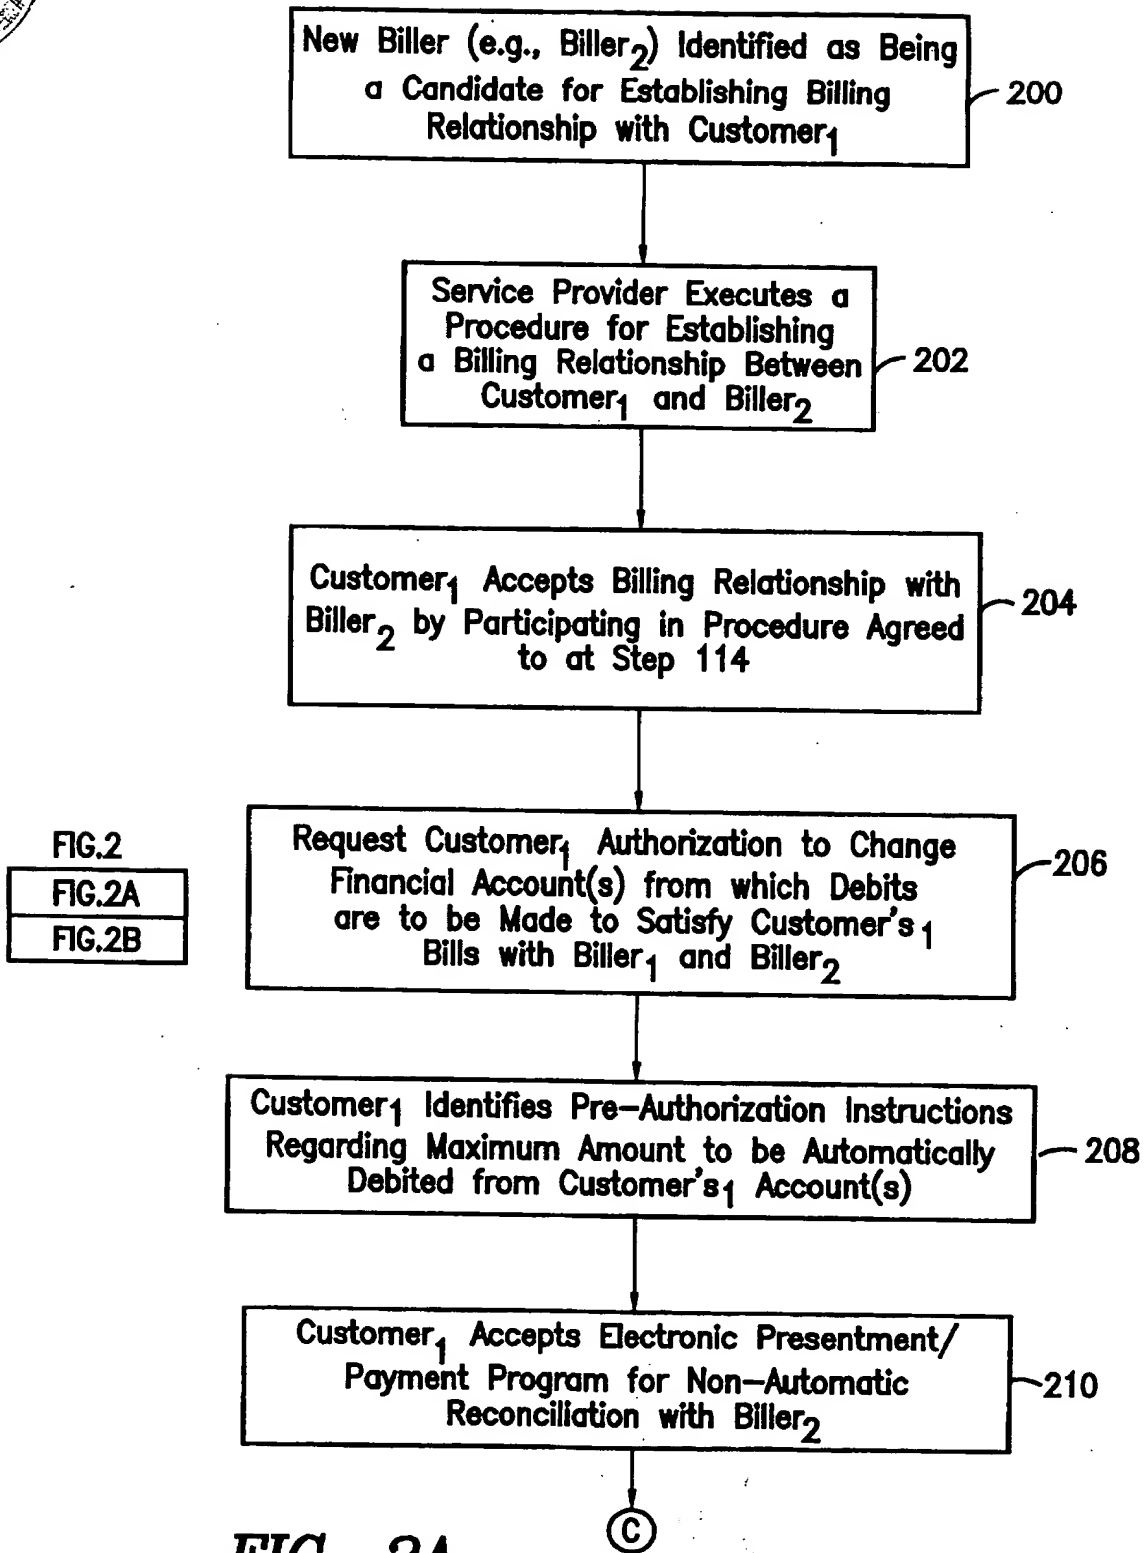 New Biller (e.g., Biller2) Identified as Being
a Candidate for Establishing Billing
Relationship with Customer1
200
Service Provider Executes a
Procedure for Establishing
a Billing Relationship Between
Customer1 and Biller2
202
Customer1 Accepts Billing Relationship with
Biller2 by Participating in Procedure Agreed
to at Step 114
204
Request Customer1 Authorization to Change
Financial Account(s) from which Debits
are to be Made to Satisfy Customer's1
Bills with Biller1 and Biller2
206
FIG.2
FIG.2A
FIG.2B
Customer1 Identifies Pre-Authorization Instructions
Regarding Maximum Amount to be Automatically
Debited from Customer's1 Account(s)
208
Customer1 Accepts Electronic Presentment/
Payment Program for Non-Automatic
Reconciliation with Biller2
210
C
FIG. 2A